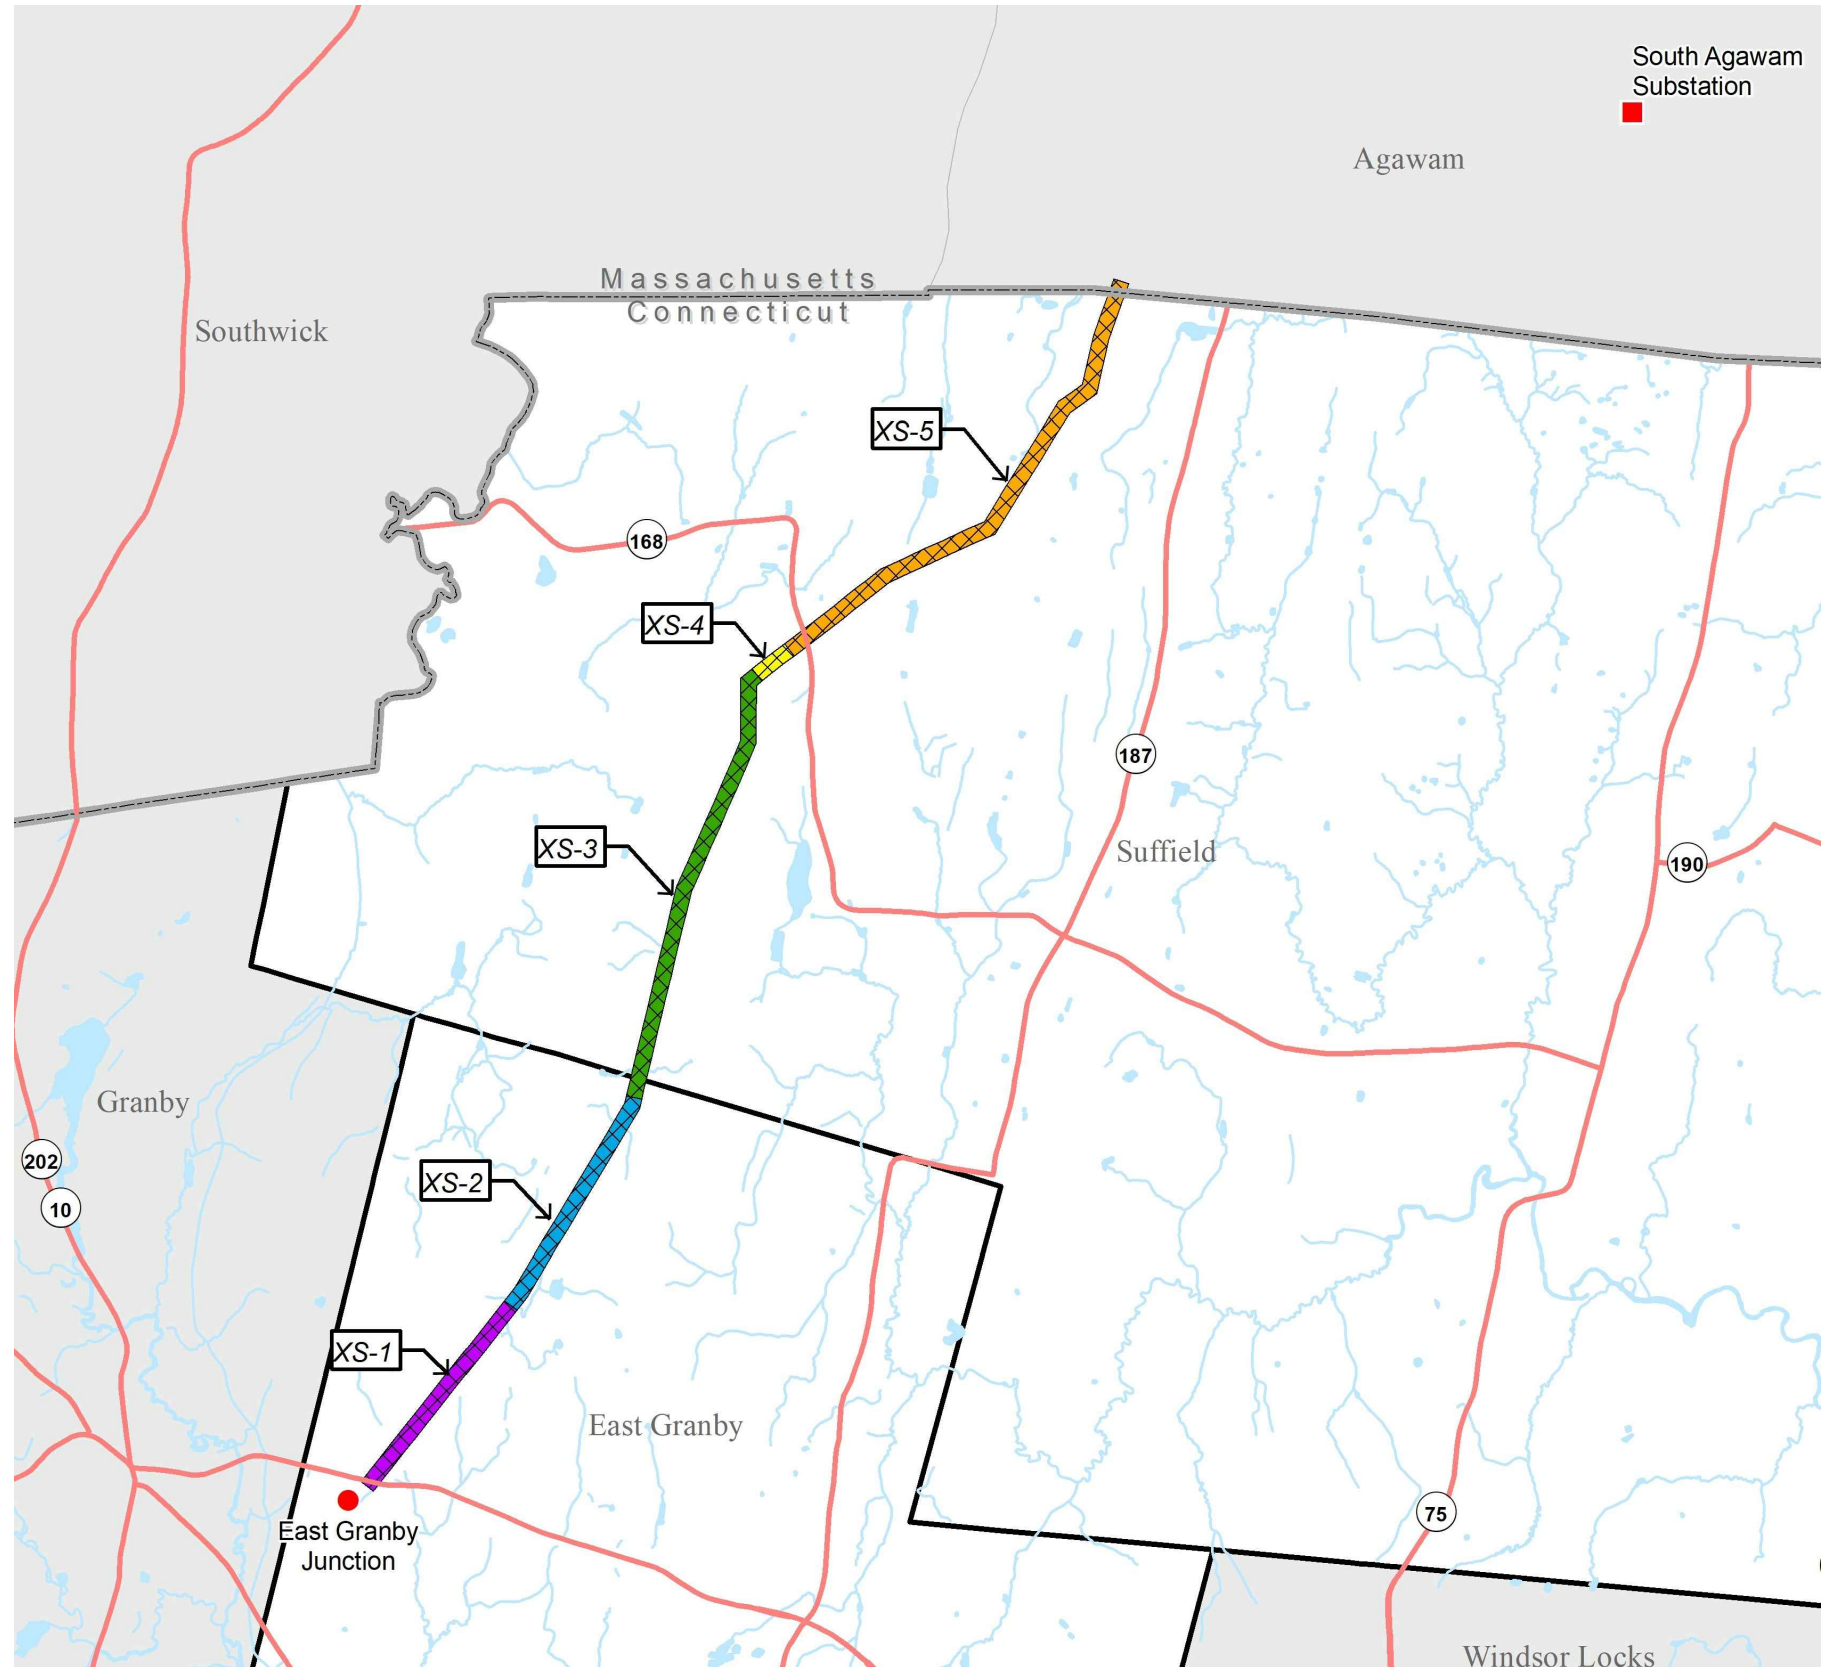 South Agawam
Substation
Agawam
Massachusetts
Connecticut
Southwick
XS-5
168
XS-4
187
XS-3
Suffield
190
Granby
202
XS-2
10
XS-1
East Granby
75
East Granby
Junction
Windsor Locks